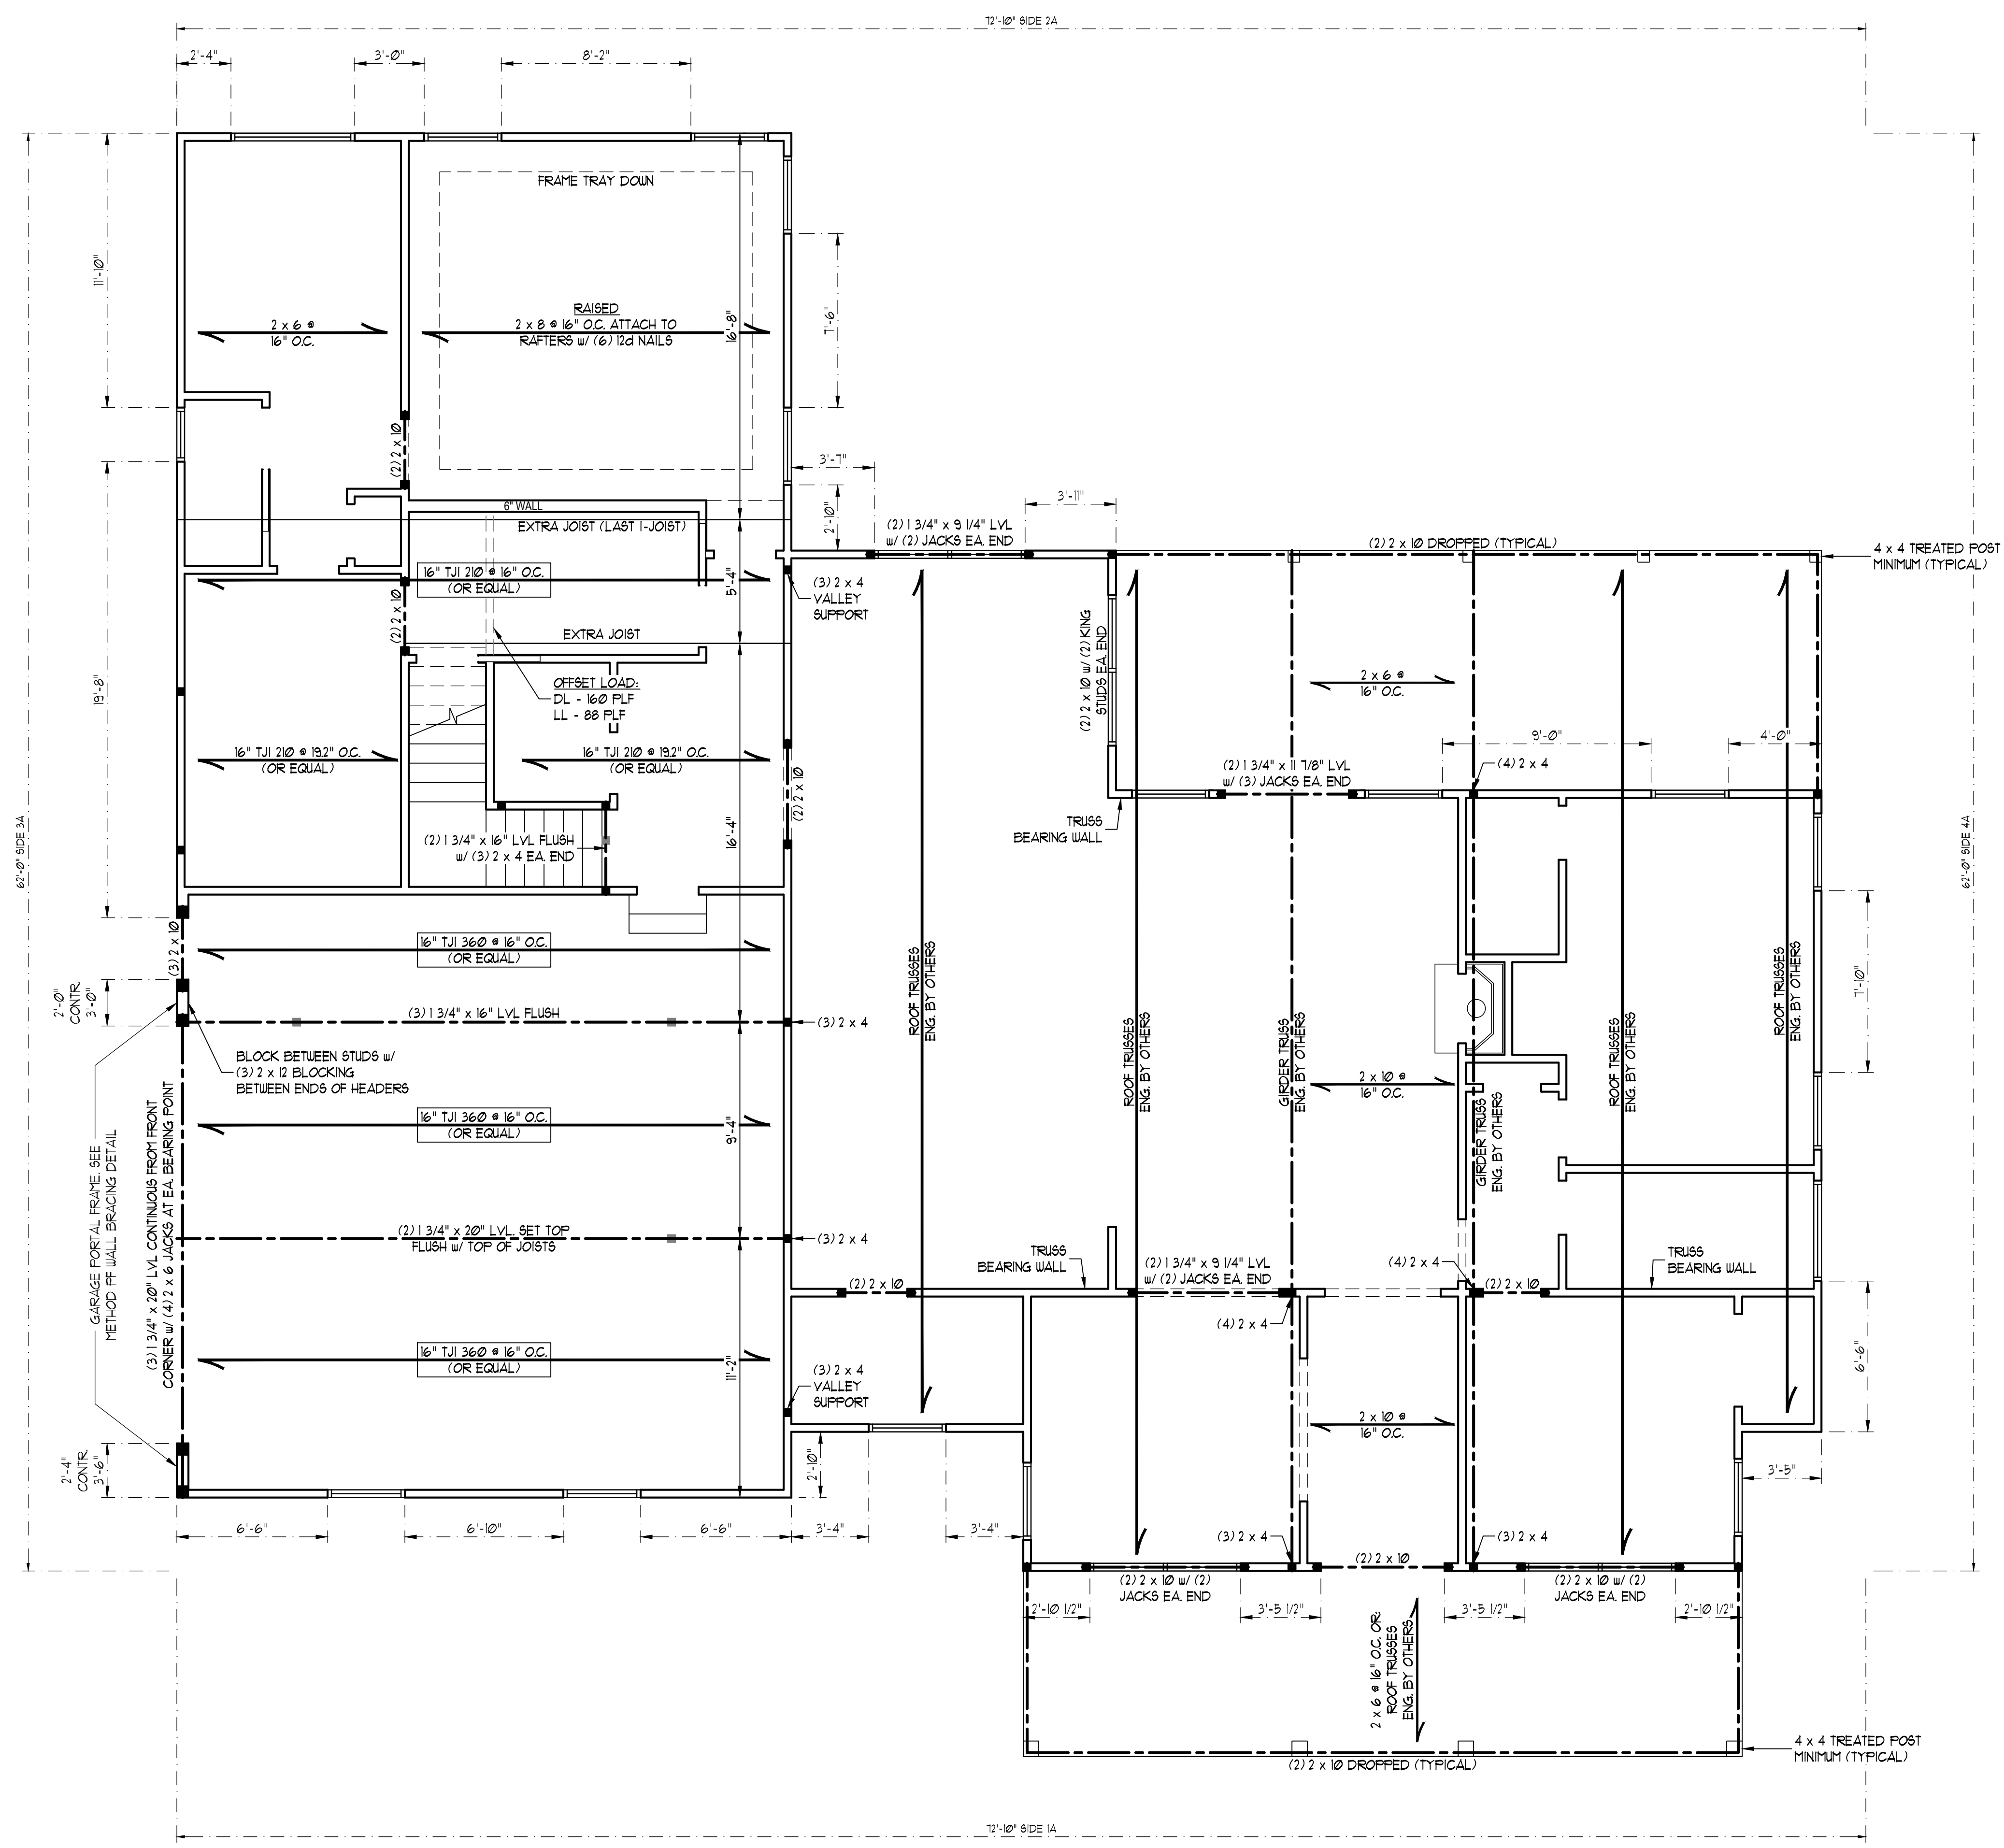 72'-10" SIDE 2A
2'-4"
3'-0"
8'-2"
FRAME TRAY DOWN
11'-10"
RAISED
2 x 8 @ 16" O.C. ATTACH TO
RAFTERS w/ (6) 12d NAILS
2 x 6 @
16" O.C.
16'-8"
7'-6"
(2) 2 x 10
3'-7"
2'-10"
3'-11"
6" WALL
EXTRA JOIST (LAST I-JOIST)
(2) 1 3/4" x 9 1/4" LVL
w/ (2) JACKS EA. END
(2) 2 x 10 DROPPED (TYPICAL)
4 x 4 TREATED POST
MINIMUM (TYPICAL)
16" TJI 210 @ 16" O.C.
(OR EQUAL)
5'-4"
(3) 2 x 4
VALLEY
SUPPORT
(2) 2 x 10
EXTRA JOIST
19'-8"
OFFSET LOAD:
DL - 160 PLF
LL - 88 PLF
(2) 2 x 10 w/ (2) KING
STUDS EA. END
2 x 6 @
16" O.C.
9'-0"
4'-0"
16" TJI 210 @ 19.2" O.C.
(OR EQUAL)
16" TJI 210 @ 19.2" O.C.
(OR EQUAL)
(2) 2 x 10
(2) 1 3/4" x 11 7/8" LVL
w/ (3) JACKS EA. END
(4) 2 x 4
TRUSS
BEARING WALL
(2) 1 3/4" x 16" LVL FLUSH
w/ (3) 2 x 4 EA. END
16'-4"
62'-0" SIDE 3A
62'-0" SIDE 4A
(3) 2 x 10
16" TJI 360 @ 16" O.C.
(OR EQUAL)
2'-0"
CONTR.
3'-0"
(3) 1 3/4" x 16" LVL FLUSH
(3) 2 x 4
ROOF TRUSSES
ENG. BY OTHERS
ROOF TRUSSES
ENG. BY OTHERS
GIRDER TRUSS
ENG. BY OTHERS
ROOF TRUSSES
ENG. BY OTHERS
ROOF TRUSSES
ENG. BY OTHERS
7'-10"
BLOCK BETWEEN STUDS w/
(3) 2 x 12 BLOCKING
BETWEEN ENDS OF HEADERS
2 x 10 @
16" O.C.
16" TJI 360 @ 16" O.C.
(OR EQUAL)
9'-4"
GIRDER TRUSS
ENG. BY OTHERS
GARAGE PORTAL FRAME. SEE
METHOD PF WALL BRACING DETAIL
(3) 1 3/4" x 20" LVL CONTINUOUS FROM FRONT
CORNER w/ (4) 2 x 6 JACKS AT EA. BEARING POINT
(2) 1 3/4" x 20" LVL. SET TOP
FLUSH w/ TOP OF JOISTS
(3) 2 x 4
TRUSS
BEARING WALL
(2) 1 3/4" x 9 1/4" LVL
w/ (2) JACKS EA. END
(4) 2 x 4
TRUSS
BEARING WALL
(2) 2 x 10
(2) 2 x 10
(4) 2 x 4
16" TJI 360 @ 16" O.C.
(OR EQUAL)
11'-2"
(3) 2 x 4
VALLEY
SUPPORT
6'-6"
2 x 10 @
16" O.C.
2'-4"
CONTR.
3'-6"
2'-10"
3'-5"
6'-6"
6'-10"
6'-6"
3'-4"
3'-4"
(3) 2 x 4
(3) 2 x 4
(2) 2 x 10
(2) 2 x 10 w/ (2)
JACKS EA. END
(2) 2 x 10 w/ (2)
JACKS EA. END
2'-10 1/2"
3'-5 1/2"
3'-5 1/2"
2'-10 1/2"
2 x 6 @ 16" O.C. OR:
ROOF TRUSSES
ENG. BY OTHERS
4 x 4 TREATED POST
MINIMUM (TYPICAL)
(2) 2 x 10 DROPPED (TYPICAL)
72'-10" SIDE 1A